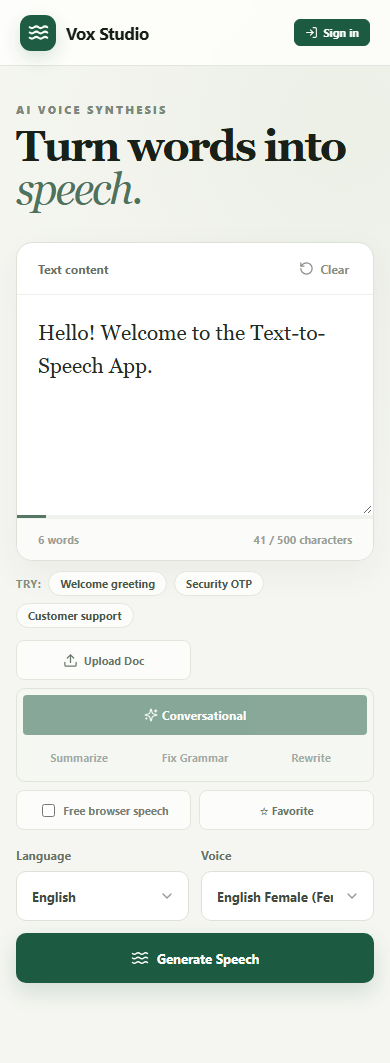 Vox Studio
Sign in
AI VOICE SYNTHESIS
Turn words into
speech.
Text content
Clear
Hello! Welcome to the Text-to-
Speech App.
6 words
41 / 500 characters
TRY:
Welcome greeting
Security OTP
Customer support
Upload Doc
Conversational
Summarize
Fix Grammar
Rewrite
Free browser speech
☆ Favorite
Language
Voice
English
English Female (Fe
Generate Speech